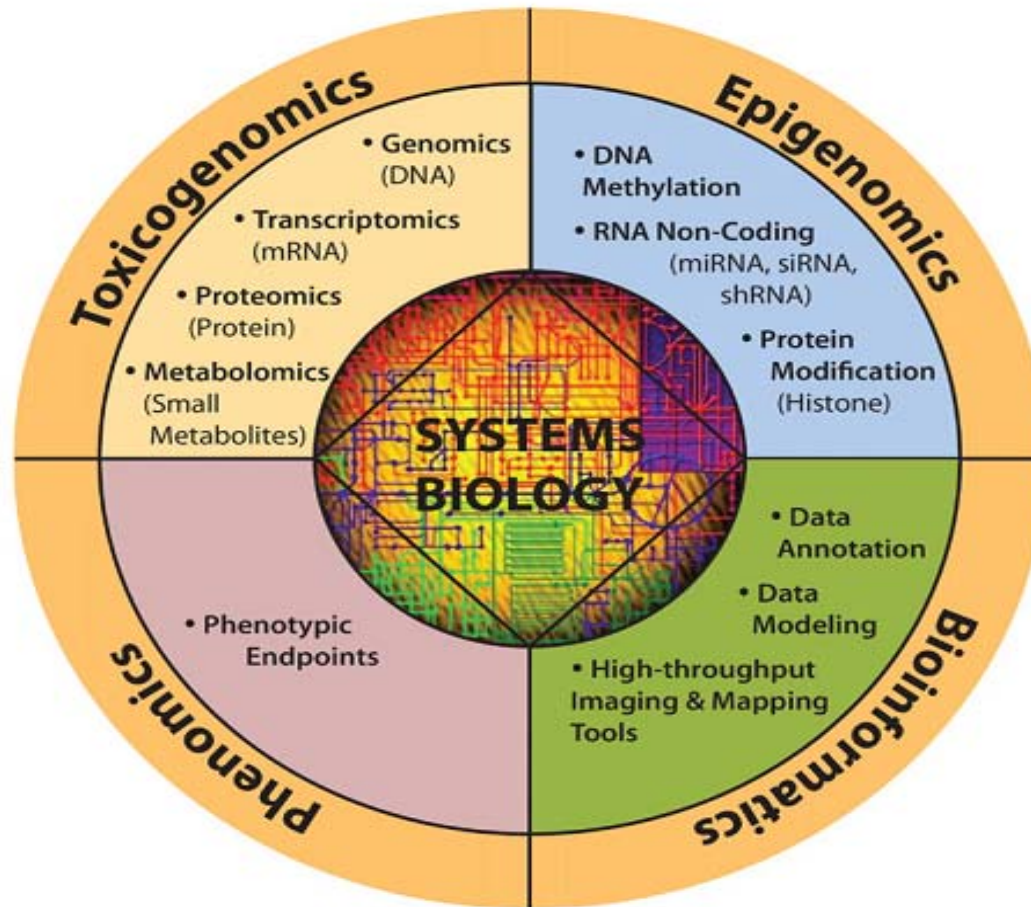 Toxicogenomics
• Genomics
(DNA)
• Transcriptomics
(mRNA)
• Proteomics
(Protein)
• Metabolomics
(Small
Metabolites)
Epigenomics
• DNA
Methylation
• RNA Non-Coding
(miRNA, siRNA,
shRNA)
• Protein
Modification
(Histone)
SYSTEMS
BIOLOGY
Phenomics
• Phenotypic
Endpoints
Bioinformatics
• Data
Annotation
• Data
Modeling
• High-throughput
Imaging & Mapping
Tools